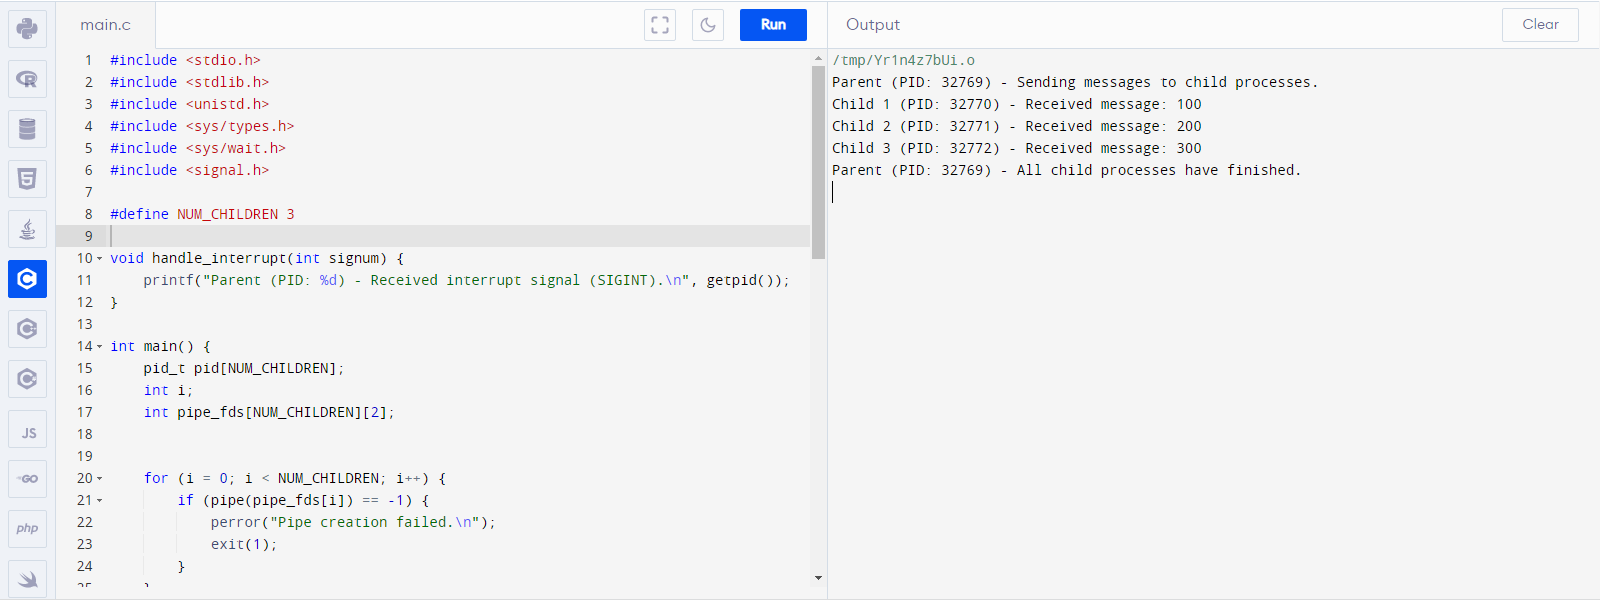 main.c
Run
Output
Clear
1 #include <stdio.h>
2 #include <stdlib.h>
3 #include <unistd.h>
4 #include <sys/types.h>
5 #include <sys/wait.h>
6 #include <signal.h>
7
8 #define NUM_CHILDREN 3
9
10 void handle_interrupt(int signum) {
11     printf("Parent (PID: %d) - Received interrupt signal (SIGINT).\n", getpid());
12 }
13
14 int main() {
15     pid_t pid[NUM_CHILDREN];
16     int i;
17     int pipe_fds[NUM_CHILDREN][2];
18
19
20     for (i = 0; i < NUM_CHILDREN; i++) {
21         if (pipe(pipe_fds[i]) == -1) {
22             perror("Pipe creation failed.\n");
23             exit(1);
24         }
/tmp/Yr1n4z7bUi.o
Parent (PID: 32769) - Sending messages to child processes.
Child 1 (PID: 32770) - Received message: 100
Child 2 (PID: 32771) - Received message: 200
Child 3 (PID: 32772) - Received message: 300
Parent (PID: 32769) - All child processes have finished.
R
5
C
C
C
JS
GO
php